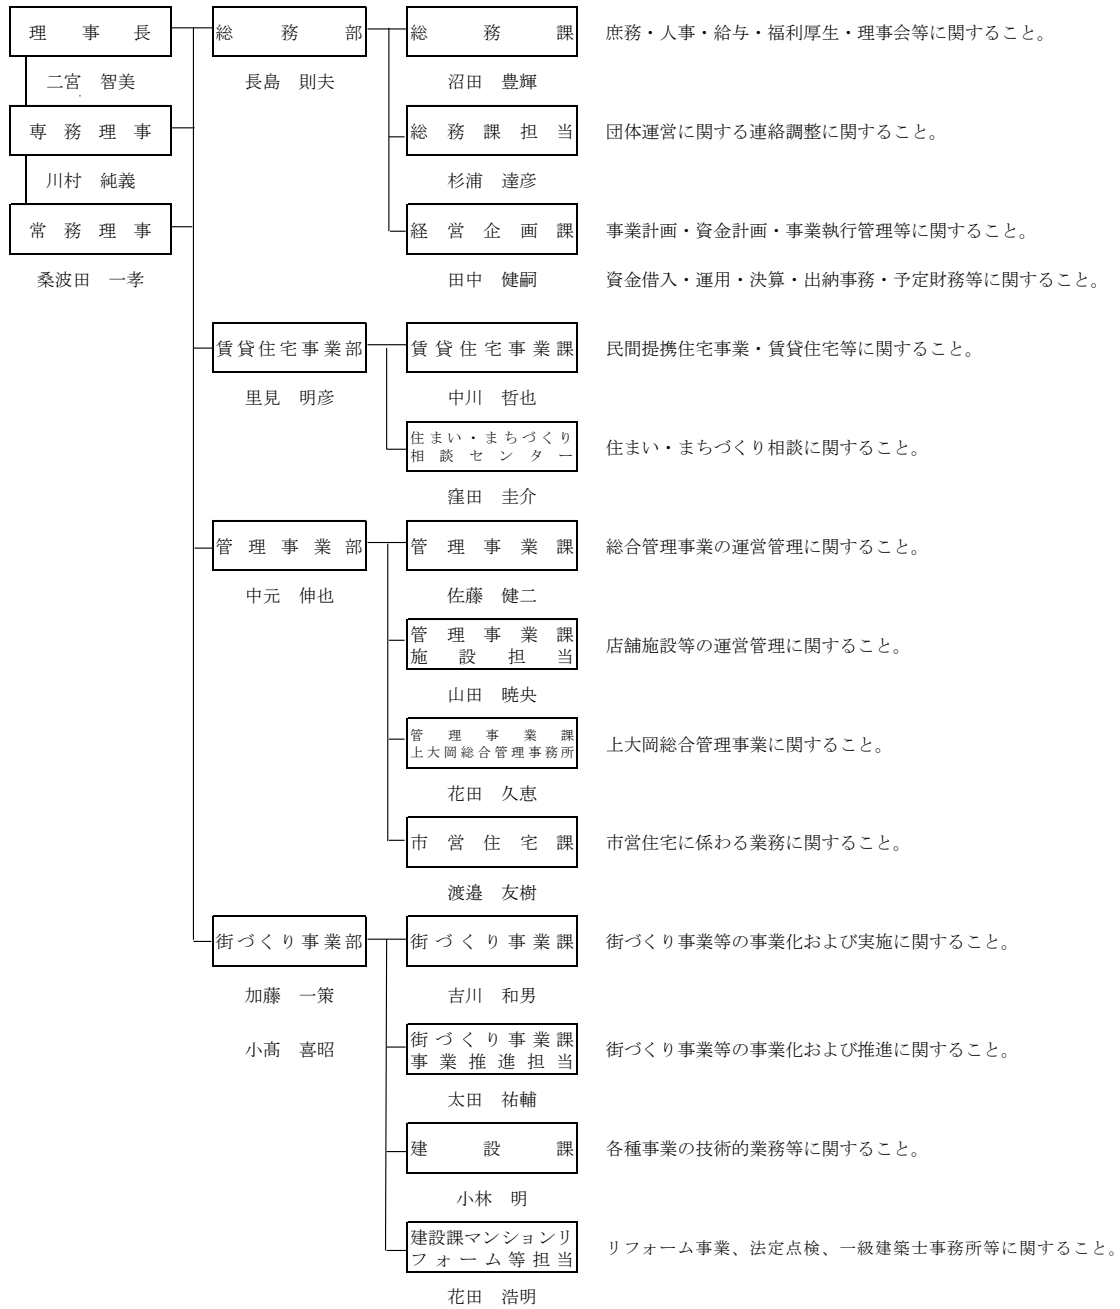 理事長 総務部 総務課 庶務・人事・給与・福利厚生・理事会等に関すること。
二宮 智美 長島 則夫 沼田 豊輝
専務理事 総務課担当 団体運営に関する連絡調整に関すること。
川村 純義 杉浦 達彦
常務理事 経営企画課 事業計画・資金計画・事業執行管理等に関すること。
桑波田 一孝 田中 健嗣 資金借入・運用・決算・出納事務・予定財務等に関すること。
賃貸住宅事業部 賃貸住宅事業課 民間提携住宅事業・賃貸住宅等に関すること。
里見 明彦 中川 哲也
住まい・まちづくり
相談センター 住まい・まちづくり相談に関すること。
窪田 圭介
管理事業部 管理事業課 総合管理事業の運営管理に関すること。
中元 伸也 佐藤 健二
管理事業課
施設担当 店舗施設等の運営管理に関すること。
山田 暁央
管理事業課
上大岡総合管理事務所 上大岡総合管理事業に関すること。
花田 久恵
市営住宅課 市営住宅に係わる業務に関すること。
渡邉 友樹
街づくり事業部 街づくり事業課 街づくり事業等の事業化および実施に関すること。
加藤 一策 吉川 和男
小髙 喜昭 街づくり事業課
事業推進担当 街づくり事業等の事業化および推進に関すること。
太田 祐輔
建設課 各種事業の技術的業務等に関すること。
小林 明
建設課マンションリ
フォーム等担当 リフォーム事業、法定点検、一級建築士事務所等に関すること。
花田 浩明